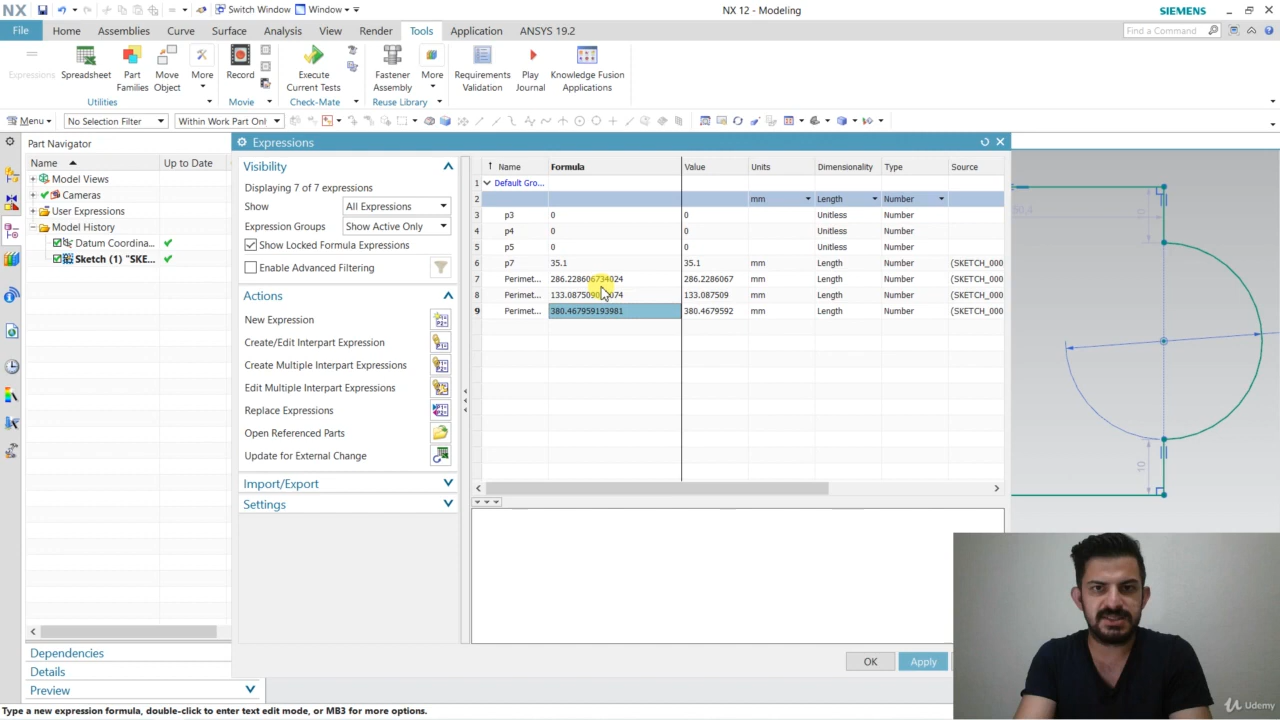 NX
Switch Window
Window
NX 12 - Modeling
SIEMENS
File
Home
Assemblies
Curve
Surface
Analysis
View
Render
Tools
Application
ANSYS 19.2
Find a Command
Expressions
Spreadsheet
Part Families
Move Object
More
Record
Execute Current Tests
Fastener Assembly
More
Requirements Validation
Play Journal
Knowledge Fusion Applications
Utilities
Movie
Check-Mate
Reuse Library
Menu
No Selection Filter
Within Work Part Onl
Part Navigator
Name
Up to Date
Model Views
Cameras
User Expressions
Model History
Datum Coordina...
Sketch (1) "SKE...
Dependencies
Details
Preview
Expressions
Visibility
Displaying 7 of 7 expressions
Show
All Expressions
Expression Groups
Show Active Only
Show Locked Formula Expressions
Enable Advanced Filtering
Actions
New Expression
Create/Edit Interpart Expression
Create Multiple Interpart Expressions
Edit Multiple Interpart Expressions
Replace Expressions
Open Referenced Parts
Update for External Change
Import/Export
Settings
Name Formula Value Units Dimensionality Type Source
1 Default Gro...
2 mm Length Number
3 p3 0 0 Unitless Number
4 p4 0 0 Unitless Number
5 p5 0 0 Unitless Number
6 p7 35.1 35.1 mm Length Number (SKETCH_000
7 Perimet... 286.228606734024 286.2286067 mm Length Number (SKETCH_000
8 Perimet... 133.087509 mm Length Number (SKETCH_000
9 Perimet... 380.467959193981 380.4679592 mm Length Number (SKETCH_000
OK
Apply
50,4
10
Type a new expression formula, double-click to enter text edit mode, or MB3 for more options.
Udemy